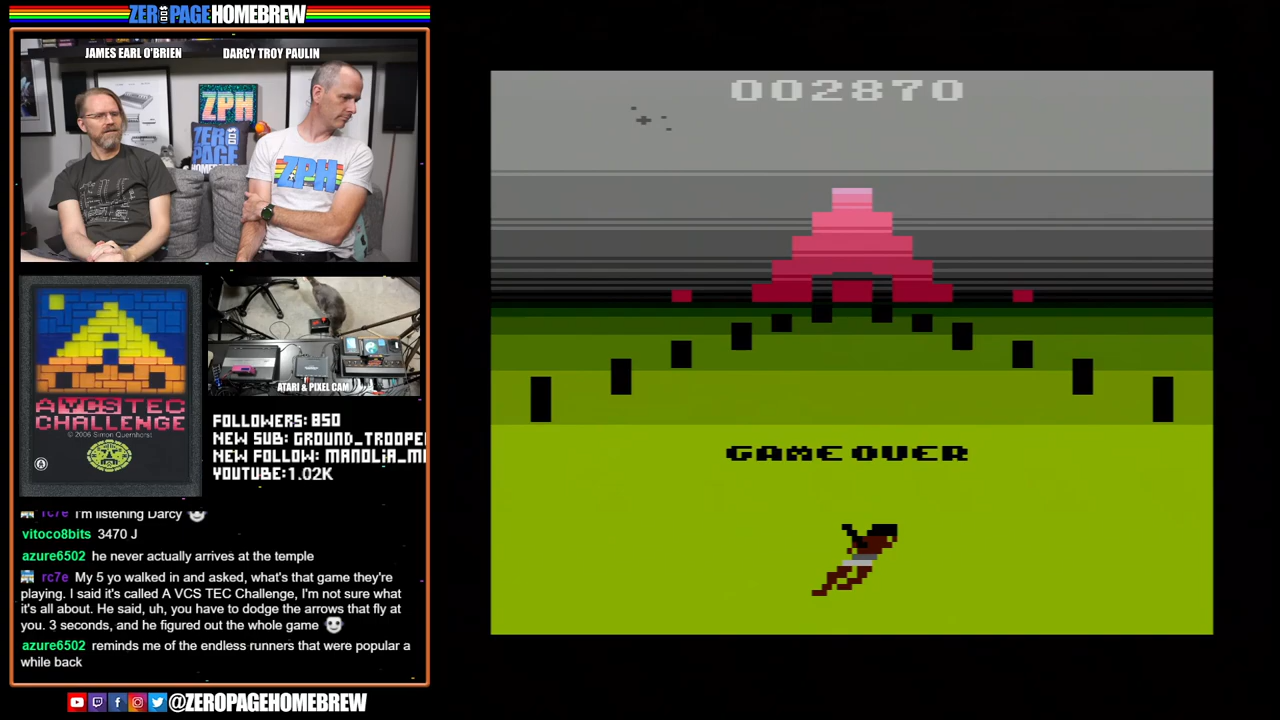 ZEROPAGE HOMEBREW
JAMES EARL O'BRIEN
DARCY TROY PAULIN
ZPH
ZERO
PAGE
ZPH
A VCS TEC
CHALLENGE
© 2006 Simon Quernhorst
ATARI & PIXEL CAM
FOLLOWERS: 850
NEW SUB: GROUND_TROOPE
NEW FOLLOW: MANOLIA_M
YOUTUBE:1.02K
rc7e I'm listening Darcy
vitoco8bits 3470 J
azure6502 he never actually arrives at the temple
rc7e My 5 yo walked in and asked, what's that game they're
playing. I said it's called A VCS TEC Challenge, I'm not sure what
it's all about. He said, uh, you have to dodge the arrows that fly at
you. 3 seconds, and he figured out the whole game
azure6502 reminds me of the endless runners that were popular a
while back
@ZEROPAGEHOMEBREW
002870
GAME OVER